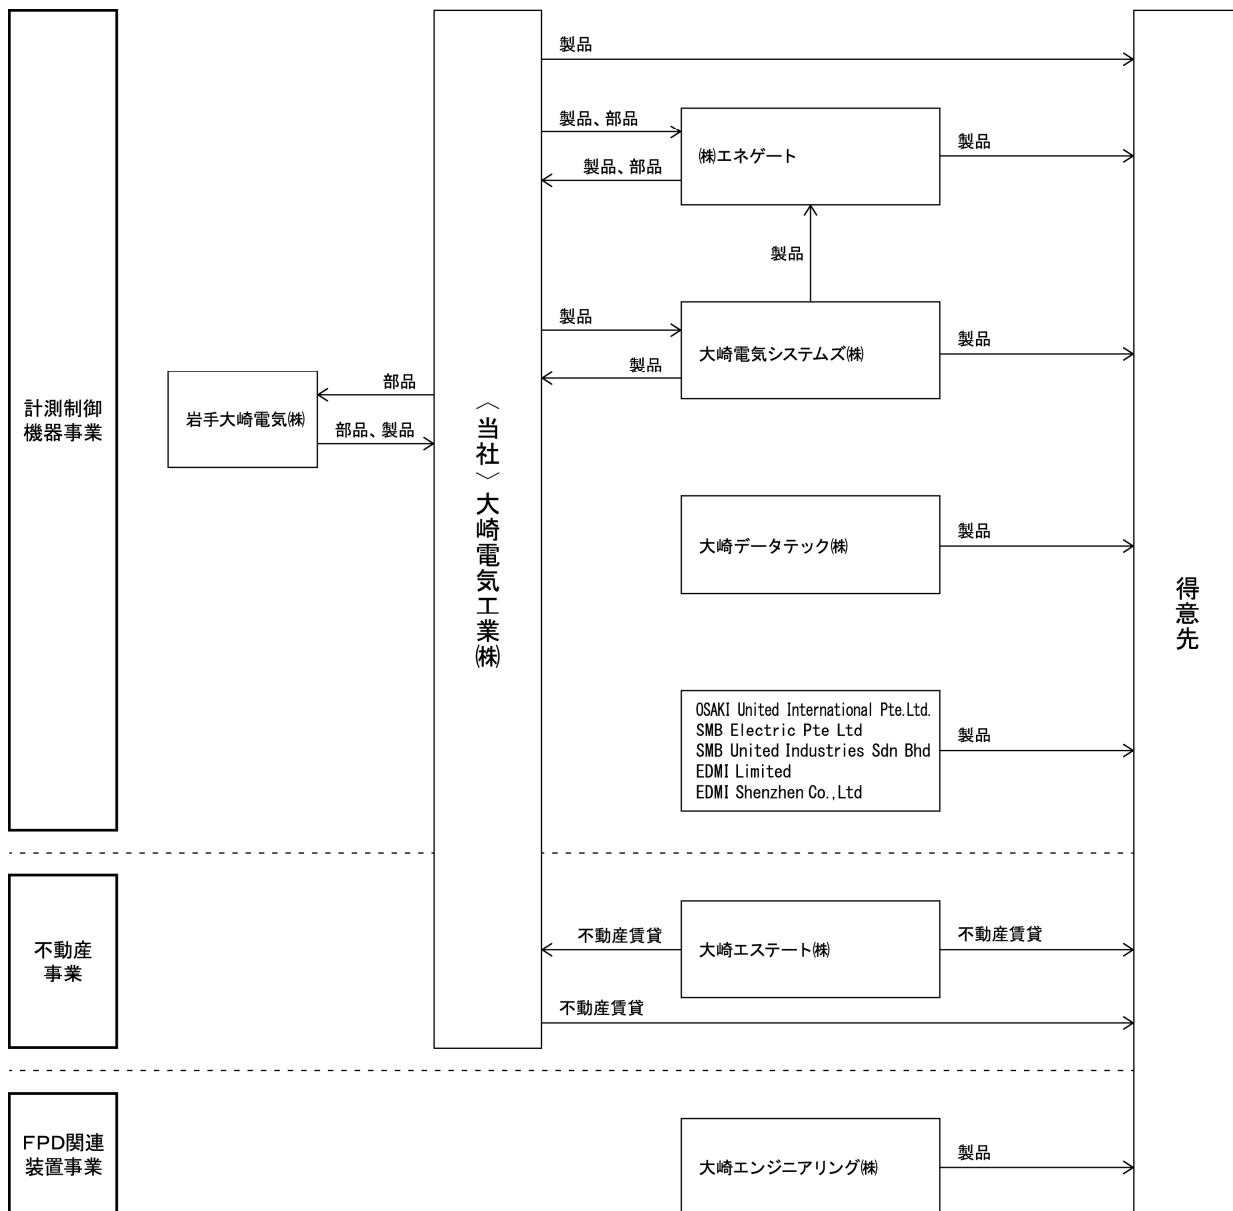 製品
製品、部品
㈱エネゲート
製品
製品、部品
製品
製品
大崎電気システムズ㈱
製品
製品
計測制御
機器事業
岩手大崎電気㈱
部品
部品、製品
〈当社〉大崎電気工業㈱
大崎データテック㈱
製品
得意先
OSAKI United International Pte.Ltd.
SMB Electric Pte Ltd
SMB United Industries Sdn Bhd
EDMI Limited
EDMI Shenzhen Co.,Ltd
製品
不動産
事業
不動産賃貸
大崎エステート㈱
不動産賃貸
不動産賃貸
FPD関連
装置事業
大崎エンジニアリング㈱
製品